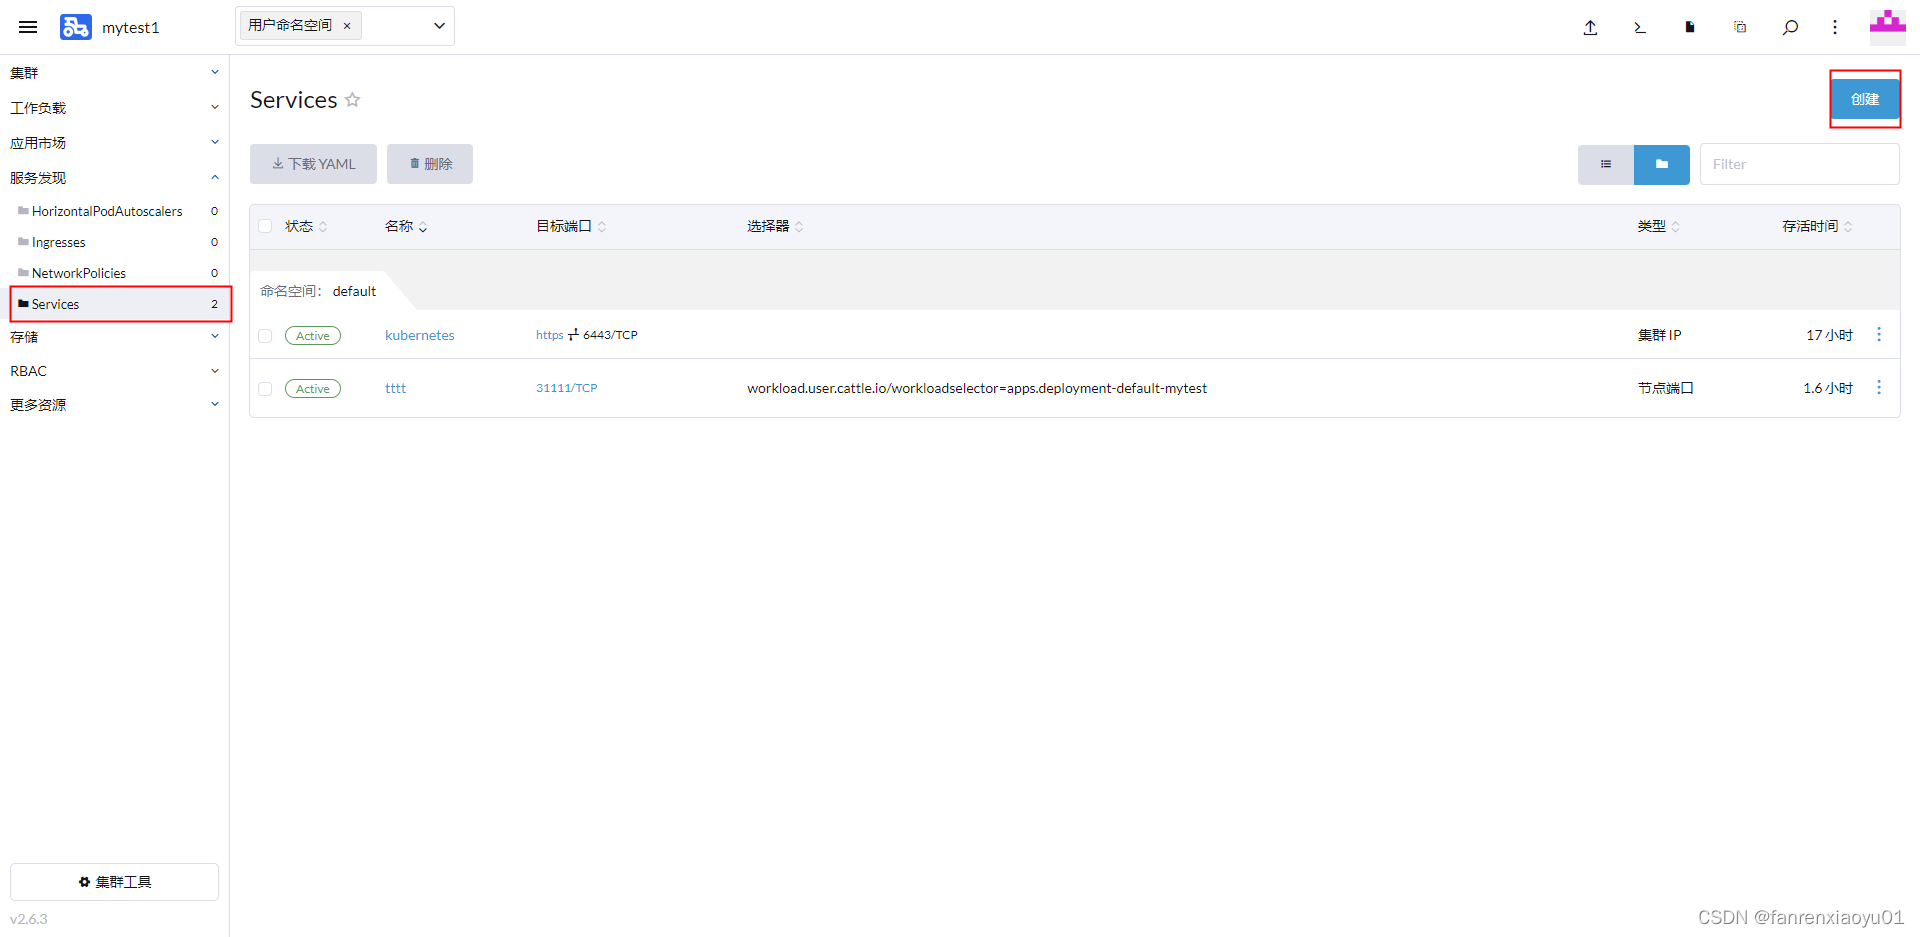 mytest1
用户命名空间 ×
集群
工作负载
应用市场
服务发现
HorizontalPodAutoscalers 0
Ingresses 0
NetworkPolicies 0
Services 2
存储
RBAC
更多资源
集群工具
v2.6.3
Services
创建
下载 YAML
删除
Filter
状态 名称 目标端口 选择器 类型 存活时间
命名空间： default
Active kubernetes https 6443/TCP 集群 IP 17 小时
Active tttt 31111/TCP workload.user.cattle.io/workloadselector=apps.deployment-default-mytest 节点端口 1.6 小时
CSDN @fanrenxiaoyu01